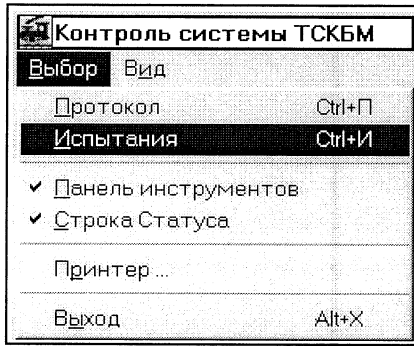 Контроль системы ТСКБМ
Выбор Вид
Протокол Ctrl+П
Испытания Ctrl+И
Панель инструментов
Строка Статуса
Принтер...
Выход Alt+X